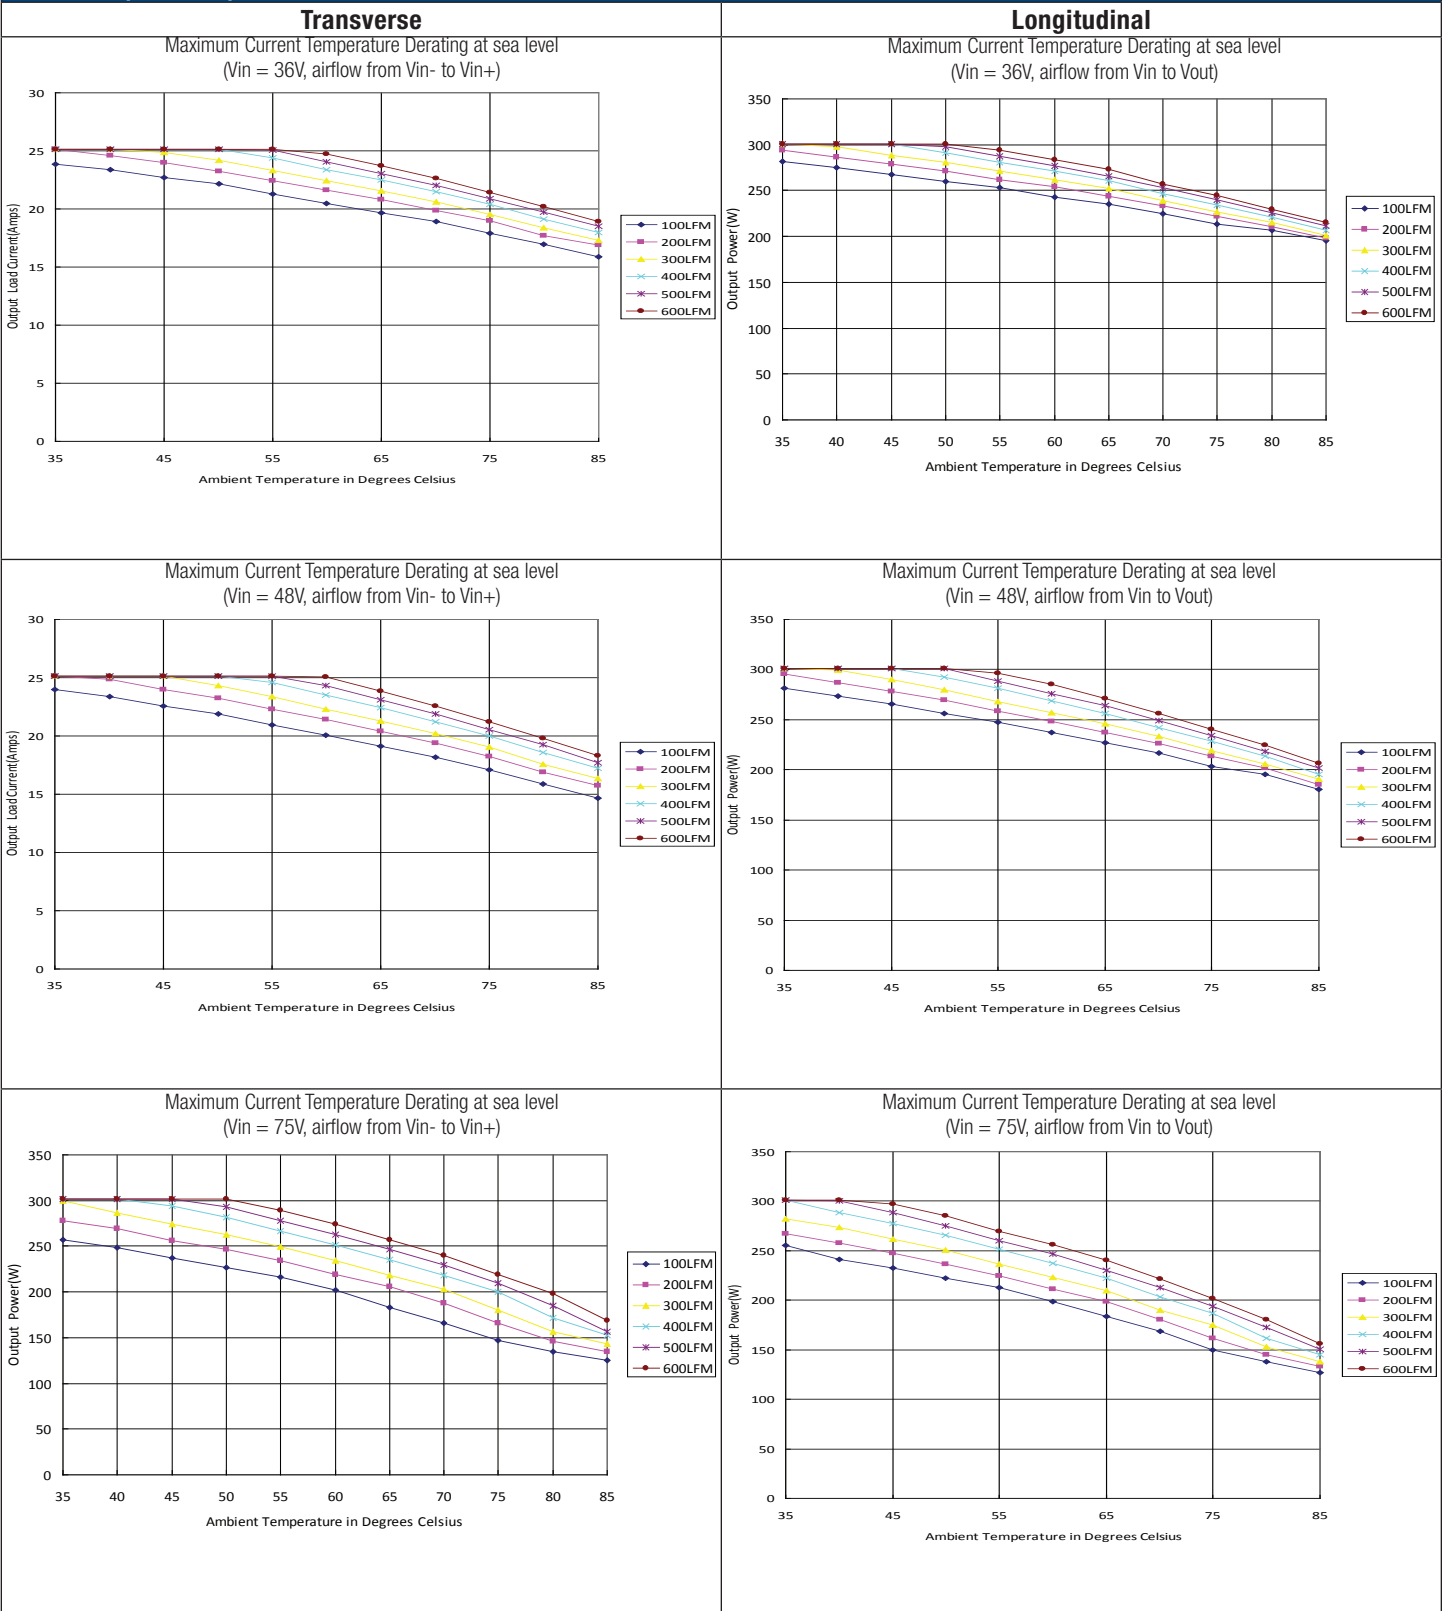 Transverse
Longitudinal
Maximum Current Temperature Derating at sea level
(Vin = 36V, airflow from Vin- to Vin+)
30
25
20
15
10
5
0
35
45
55
65
75
85
Output Load Current(Amps)
Ambient Temperature in Degrees Celsius
100LFM
200LFM
300LFM
400LFM
500LFM
600LFM
Maximum Current Temperature Derating at sea level
(Vin = 36V, airflow from Vin to Vout)
350
300
250
200
150
100
50
0
35
40
45
50
55
60
65
70
75
80
85
Output Power(W)
Ambient Temperature in Degrees Celsius
100LFM
200LFM
300LFM
400LFM
500LFM
600LFM
Maximum Current Temperature Derating at sea level
(Vin = 48V, airflow from Vin- to Vin+)
30
25
20
15
10
5
0
35
45
55
65
75
85
Output Load Current(Amps)
Ambient Temperature in Degrees Celsius
100LFM
200LFM
300LFM
400LFM
500LFM
600LFM
Maximum Current Temperature Derating at sea level
(Vin = 48V, airflow from Vin to Vout)
350
300
250
200
150
100
50
0
35
45
55
65
75
85
Output Power(W)
Ambient Temperature in Degrees Celsius
100LFM
200LFM
300LFM
400LFM
500LFM
600LFM
Maximum Current Temperature Derating at sea level
(Vin = 75V, airflow from Vin- to Vin+)
350
300
250
200
150
100
50
0
35
40
45
50
55
60
65
70
75
80
85
Output Power(W)
Ambient Temperature in Degrees Celsius
100LFM
200LFM
300LFM
400LFM
500LFM
600LFM
Maximum Current Temperature Derating at sea level
(Vin = 75V, airflow from Vin to Vout)
350
300
250
200
150
100
50
0
35
45
55
65
75
85
Output Power(W)
Ambient Temperature in Degrees Celsius
100LFM
200LFM
300LFM
400LFM
500LFM
600LFM